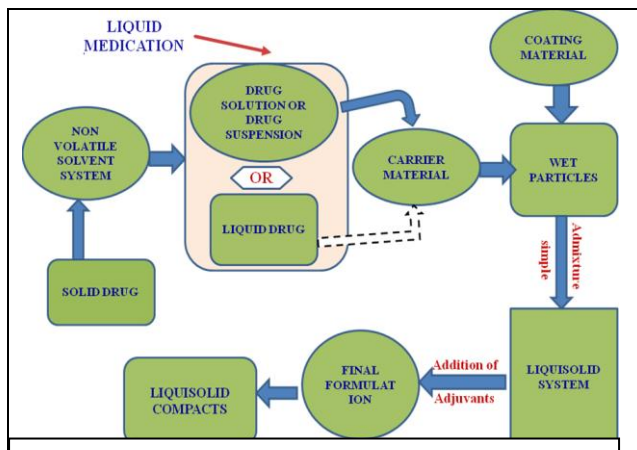 LIQUID
MEDICATION
COATING
MATERIAL
DRUG
SOLUTION OR
DRUG
SUSPENSION
NON
VOLATILE
SOLVENT
SYSTEM
CARRIER
MATERIAL
WET
PARTICLES
OR
LIQUID DRUG
SOLID DRUG
simple
Admixture
LIQUISOLID
SYSTEM
Addition of
Adjuvants
FINAL
FORMULAT
ION
LIQUISOLID
COMPACTS